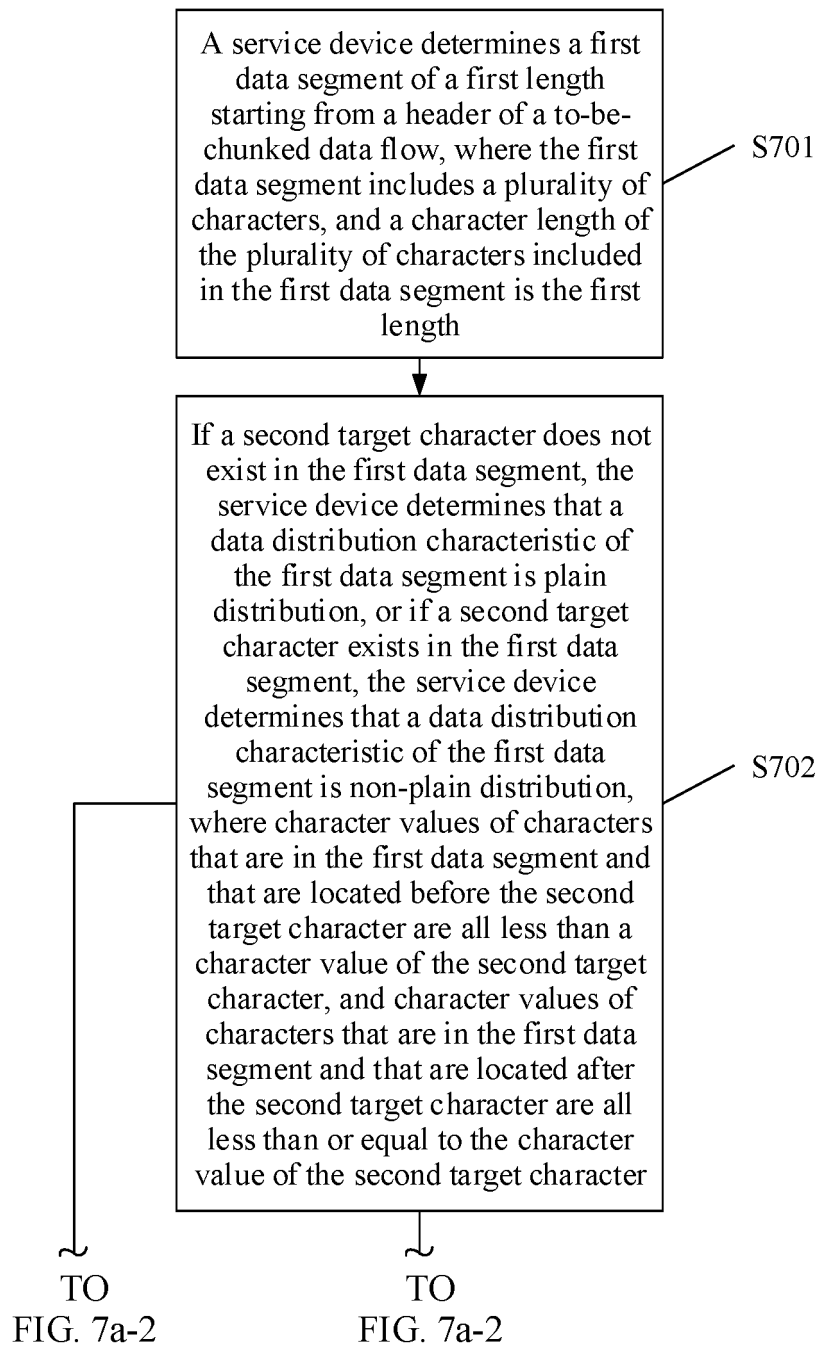 A service device determines a first
data segment of a first length
starting from a header of a to-be-
chunked data flow, where the first
data segment includes a plurality of
characters, and a character length of
the plurality of characters included
in the first data segment is the first
length
S701
If a second target character does not
exist in the first data segment, the
service device determines that a
data distribution characteristic of
the first data segment is plain
distribution, or if a second target
character exists in the first data
segment, the service device
determines that a data distribution
characteristic of the first data
segment is non-plain distribution,
where character values of characters
that are in the first data segment and
that are located before the second
target character are all less than a
character value of the second target
character, and character values of
characters that are in the first data
segment and that are located after
the second target character are all
less than or equal to the character
value of the second target character
S702
TO
FIG. 7a-2
TO
FIG. 7a-2